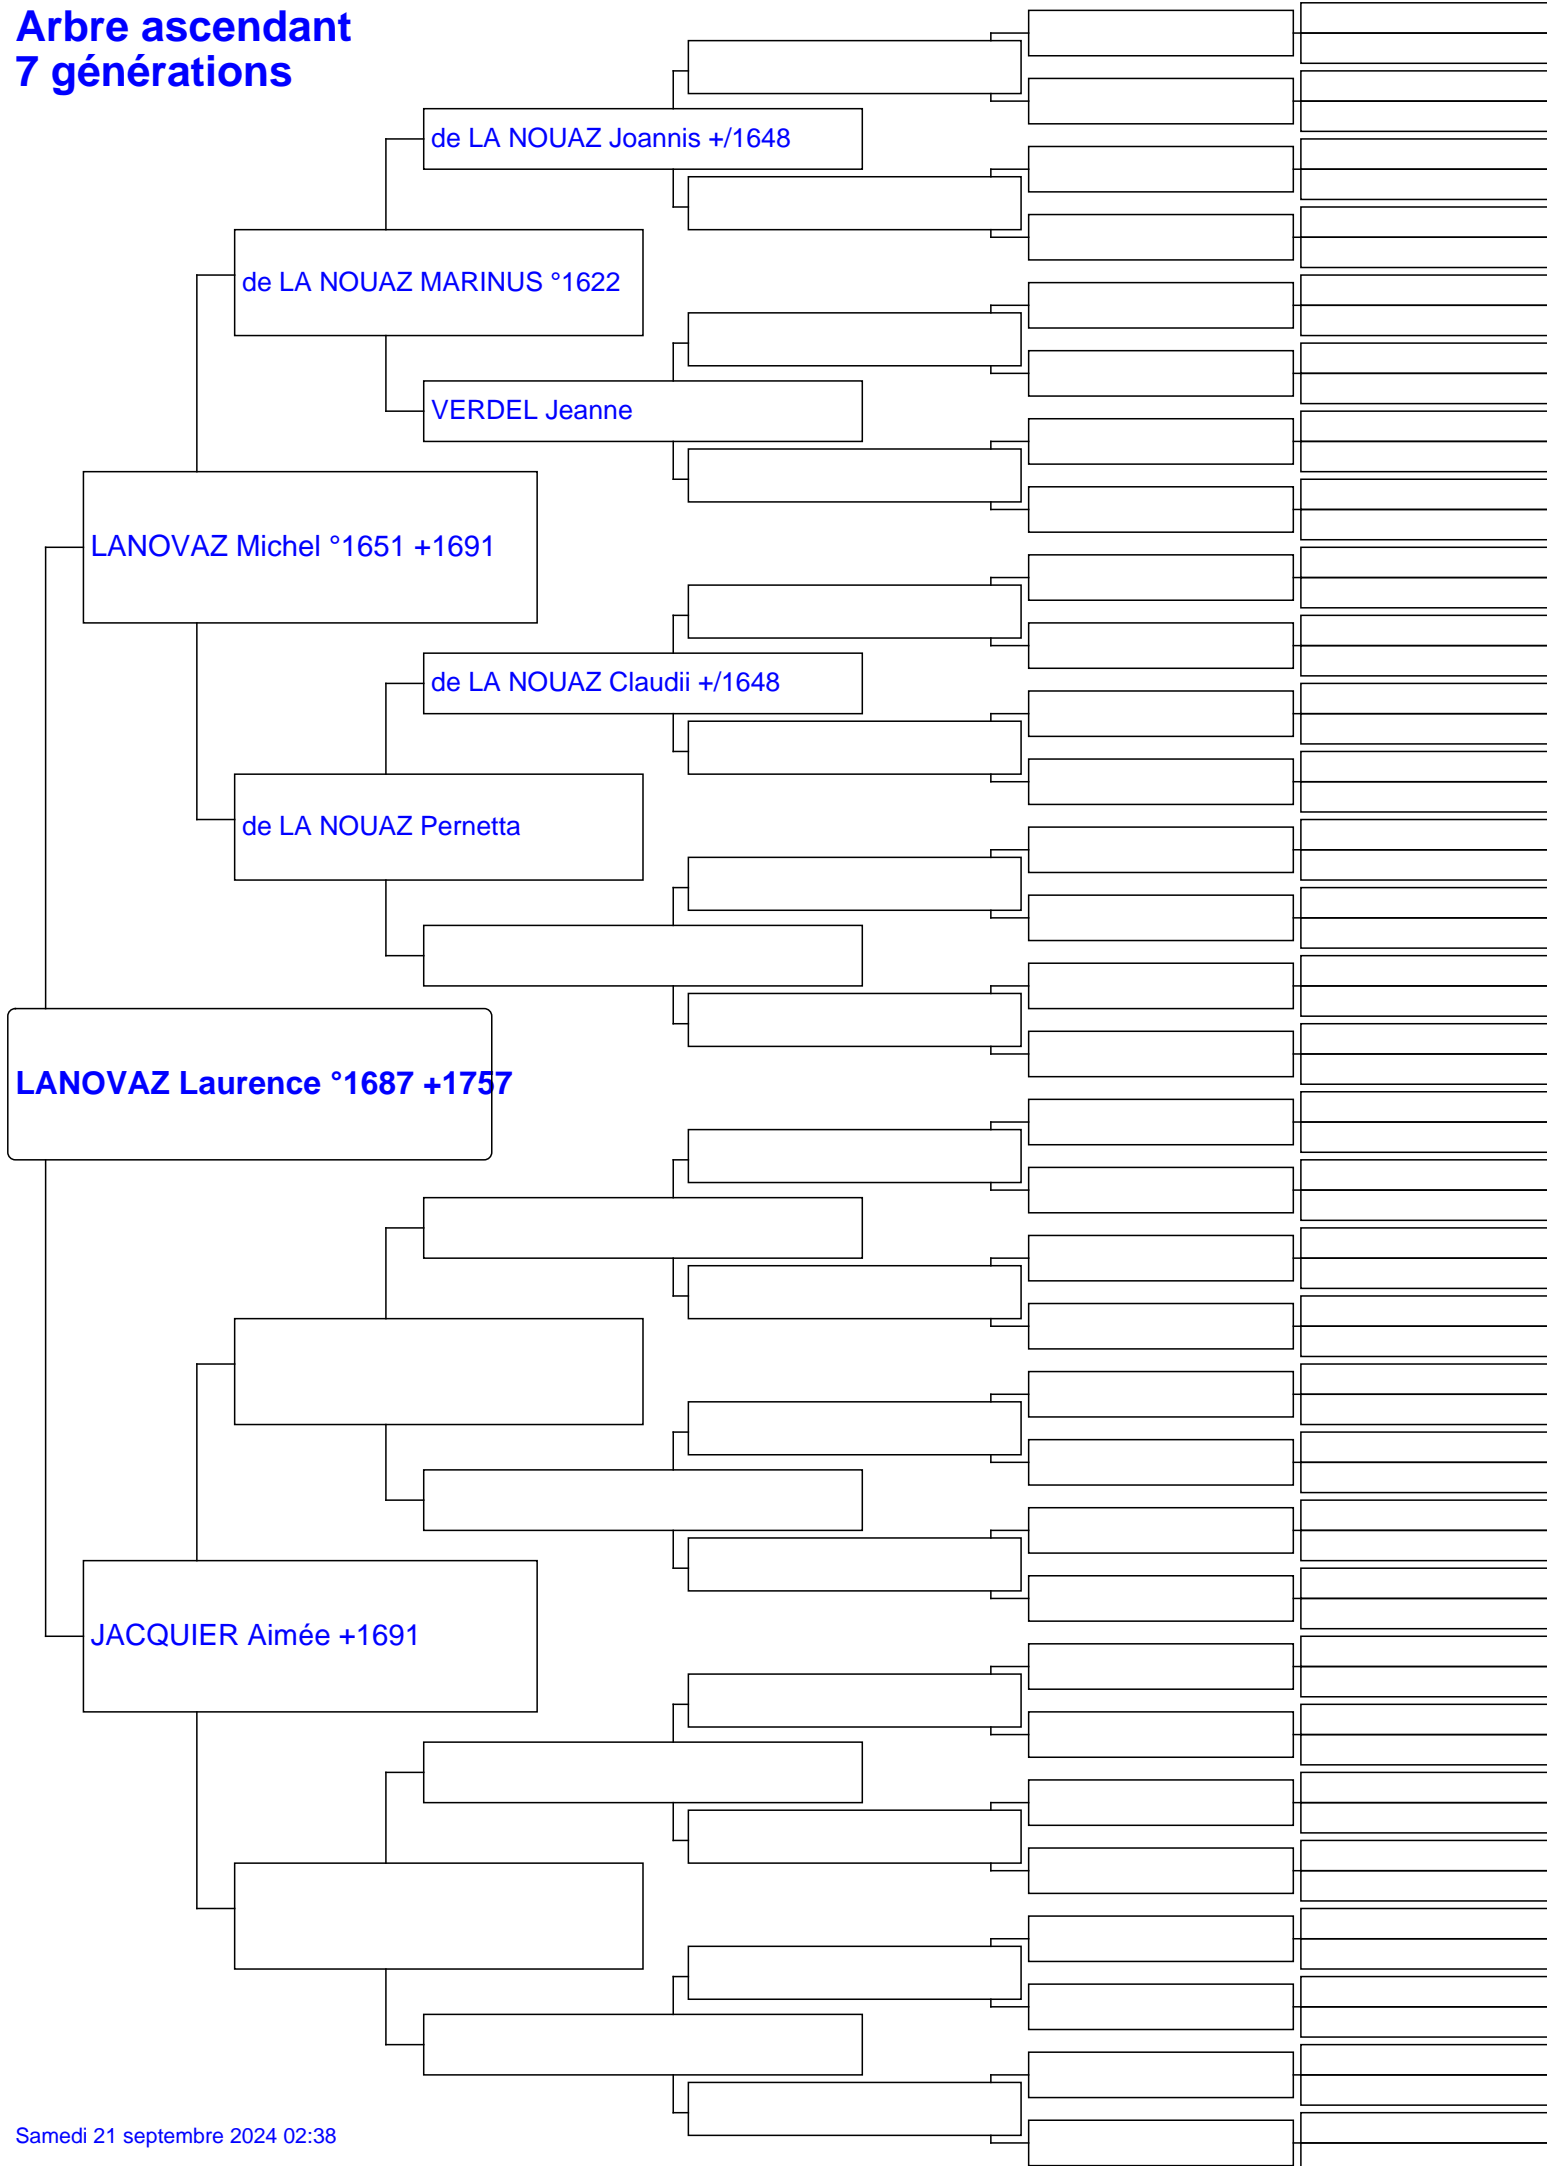 Arbre ascendant
7 générations
de LA NOUAZ Joannis +/1648
de LA NOUAZ MARINUS °1622
VERDEL Jeanne
LANOVAZ Michel °1651 +1691
de LA NOUAZ Claudii +/1648
de LA NOUAZ Pernetta
LANOVAZ Laurence °1687 +1757
JACQUIER Aimée +1691
Samedi 21 septembre 2024 02:38